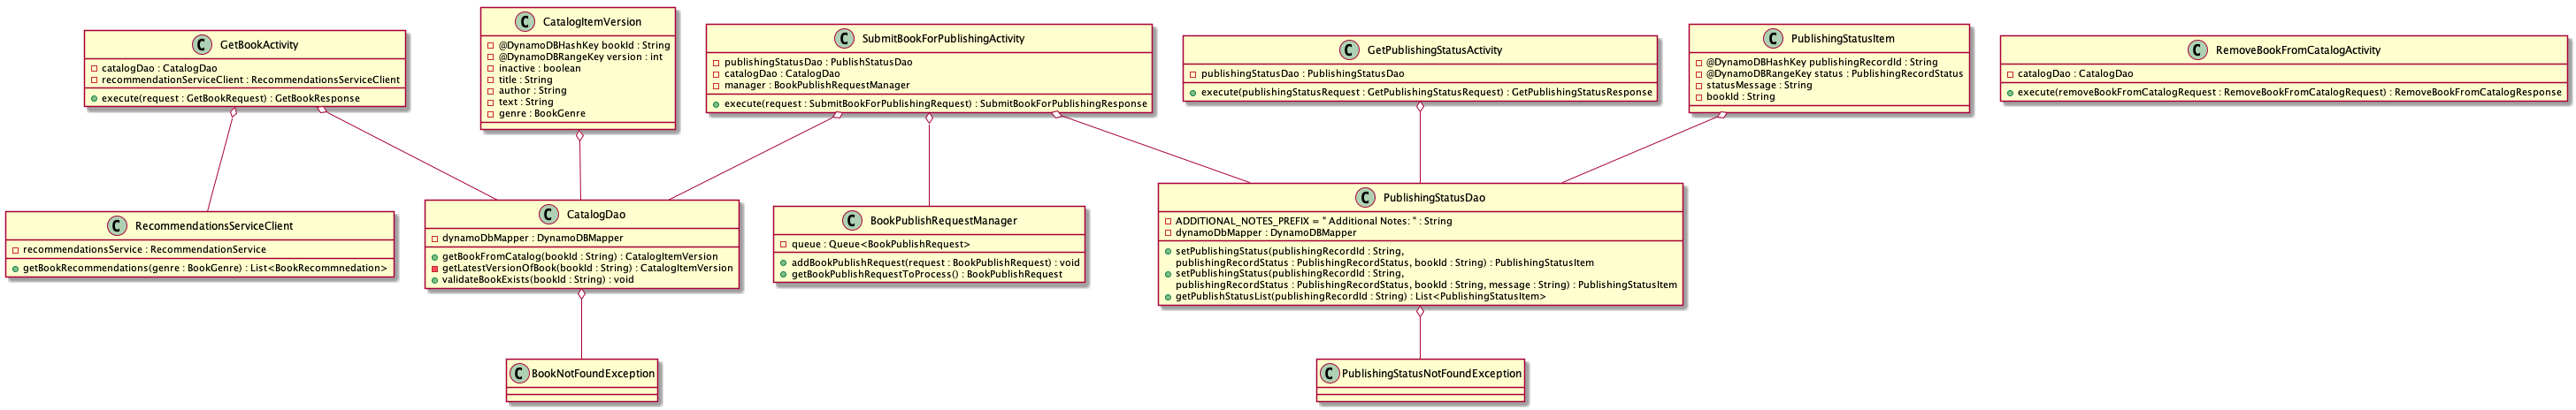 GetBookActivity
catalogDao : CatalogDao
recommendationServiceClient : RecommendationsServiceClient
execute(request : GetBookRequest) : GetBookResponse
CatalogItemVersion
@DynamoDBHashKey bookId : String
@DynamoDBRangeKey version : int
inactive : boolean
title : String
author : String
text : String
genre : BookGenre
SubmitBookForPublishingActivity
publishingStatusDao : PublishStatusDao
catalogDao : CatalogDao
manager : BookPublishRequestManager
execute(request : SubmitBookForPublishingRequest) : SubmitBookForPublishingResponse
GetPublishingStatusActivity
publishingStatusDao : PublishingStatusDao
execute(publishingStatusRequest : GetPublishingStatusRequest) : GetPublishingStatusResponse
PublishingStatusItem
@DynamoDBHashKey publishingRecordId : String
@DynamoDBRangeKey status : PublishingRecordStatus
statusMessage : String
bookId : String
RemoveBookFromCatalogActivity
catalogDao : CatalogDao
execute(removeBookFromCatalogRequest : RemoveBookFromCatalogRequest) : RemoveBookFromCatalogResponse
RecommendationsServiceClient
recommendationsService : RecommendationService
getBookRecommendations(genre : BookGenre) : List<BookRecommnedation>
CatalogDao
dynamoDbMapper : DynamoDBMapper
getBookFromCatalog(bookId : String) : CatalogItemVersion
getLatestVersionOfBook(bookId : String) : CatalogItemVersion
validateBookExists(bookId : String) : void
BookPublishRequestManager
queue : Queue<BookPublishRequest>
addBookPublishRequest(request : BookPublishRequest) : void
getBookPublishRequestToProcess() : BookPublishRequest
PublishingStatusDao
ADDITIONAL_NOTES_PREFIX = " Additional Notes: " : String
dynamoDbMapper : DynamoDBMapper
setPublishingStatus(publishingRecordId : String,
publishingRecordStatus : PublishingRecordStatus, bookId : String) : PublishingStatusItem
setPublishingStatus(publishingRecordId : String,
publishingRecordStatus : PublishingRecordStatus, bookId : String, message : String) : PublishingStatusItem
getPublishStatusList(publishingRecordId : String) : List<PublishingStatusItem>
BookNotFoundException
PublishingStatusNotFoundException